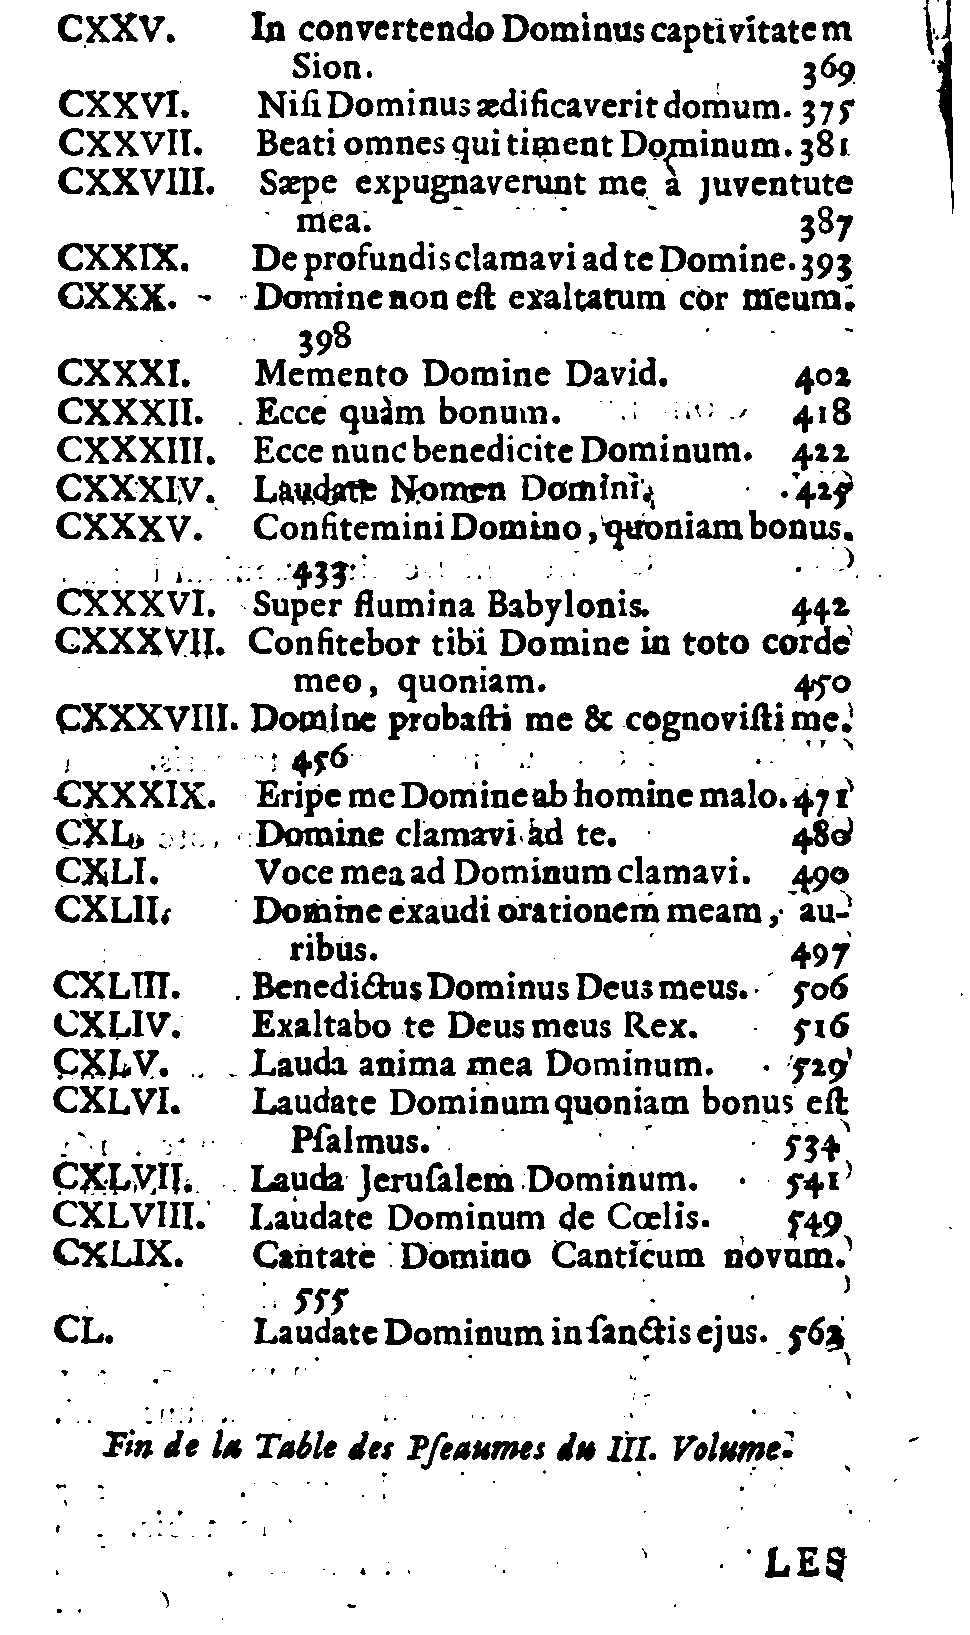 CXXV. In convertendo Dominus captivitatem
Sion. 369
CXXVI. Niſi Dominus ædificaverit domum. 375
CXXVII. Beati omnes qui timent Dominum. 381
CXXVIII. Sæpe expugnaverunt me à juventute
mea. 387
CXXIX. De profundis clamavi ad te Domine. 393
CXXX. Domine non eſt exaltatum cor meum.
398
CXXXI. Memento Domine David. 402
CXXXII. Ecce quàm bonum. 418
CXXXIII. Ecce nunc benedicite Dominum. 422
CXXXIV. Laudate Nomen Domini. 425
CXXXV. Confitemini Domino, quoniam bonus.
433
CXXXVI. Super flumina Babylonis. 442
CXXXVII. Confitebor tibi Domine in toto corde
meo, quoniam. 450
CXXXVIII. Domine probaſti me & cognoviſti me.
456
CXXXIX. Eripe me Domine ab homine malo. 471
CXL. Domine clamavi ad te. 480
CXLI. Voce mea ad Dominum clamavi. 490
CXLII. Domine exaudi orationem meam, au-
ribus. 497
CXLIII. Benedictus Dominus Deus meus. 506
CXLIV. Exaltabo te Deus meus Rex. 516
CXLV. Lauda anima mea Dominum. 529
CXLVI. Laudate Dominum quoniam bonus eſt
Pſalmus. 534
CXLVII. Lauda Jeruſalem Dominum. 541
CXLVIII. Laudate Dominum de Cœlis. 549
CXLIX. Cantate Domino Canticum novum.
555
CL. Laudate Dominum in ſanctis ejus. 563
Fin de la Table des Pſeaumes du III. Volume.
LES